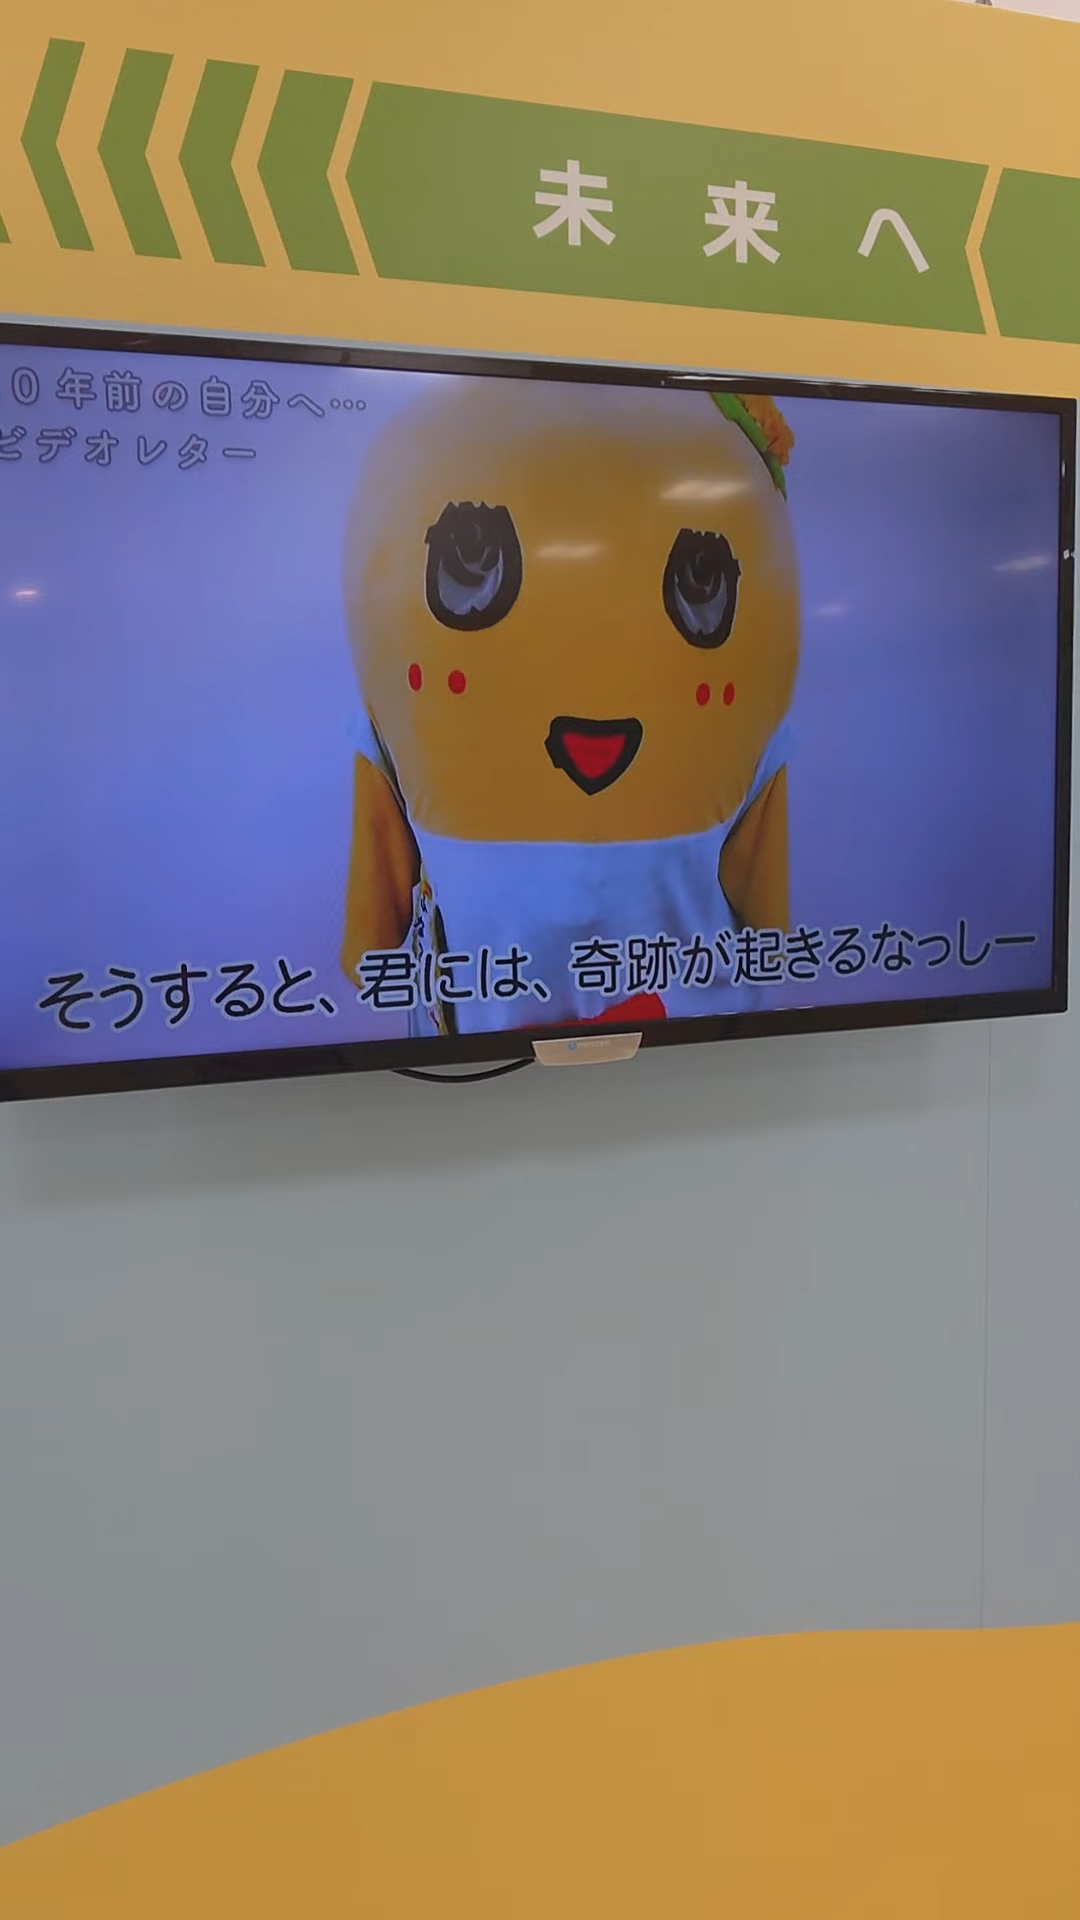 未来へ
0年前の自分へ…
ビデオレター
そうすると、君には、奇跡が起きるなっしー